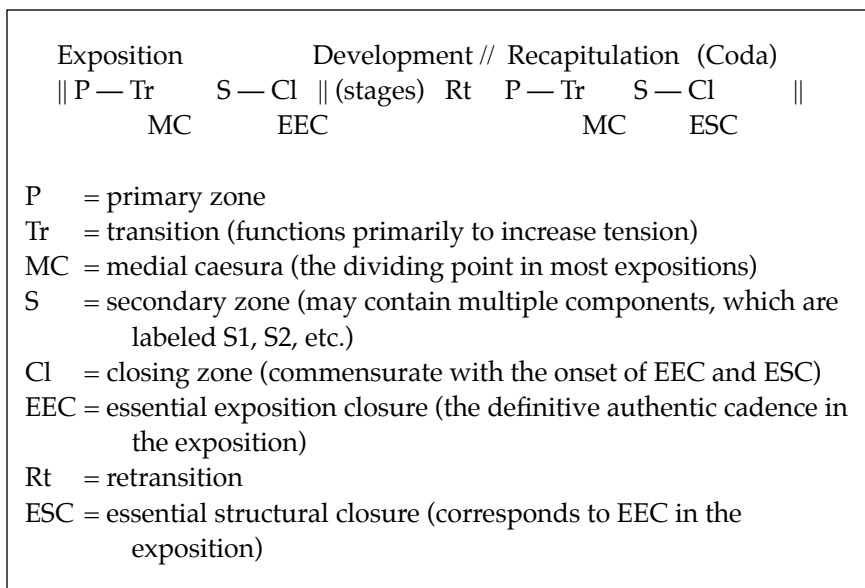 Exposition Development // Recapitulation (Coda)
|| P — Tr S — Cl || (stages) Rt P — Tr S — Cl ||
MC EEC MC ESC
P = primary zone
Tr = transition (functions primarily to increase tension)
MC = medial caesura (the dividing point in most expositions)
S = secondary zone (may contain multiple components, which are
labeled S1, S2, etc.)
Cl = closing zone (commensurate with the onset of EEC and ESC)
EEC = essential exposition closure (the definitive authentic cadence in
the exposition)
Rt = retransition
ESC = essential structural closure (corresponds to EEC in the
exposition)